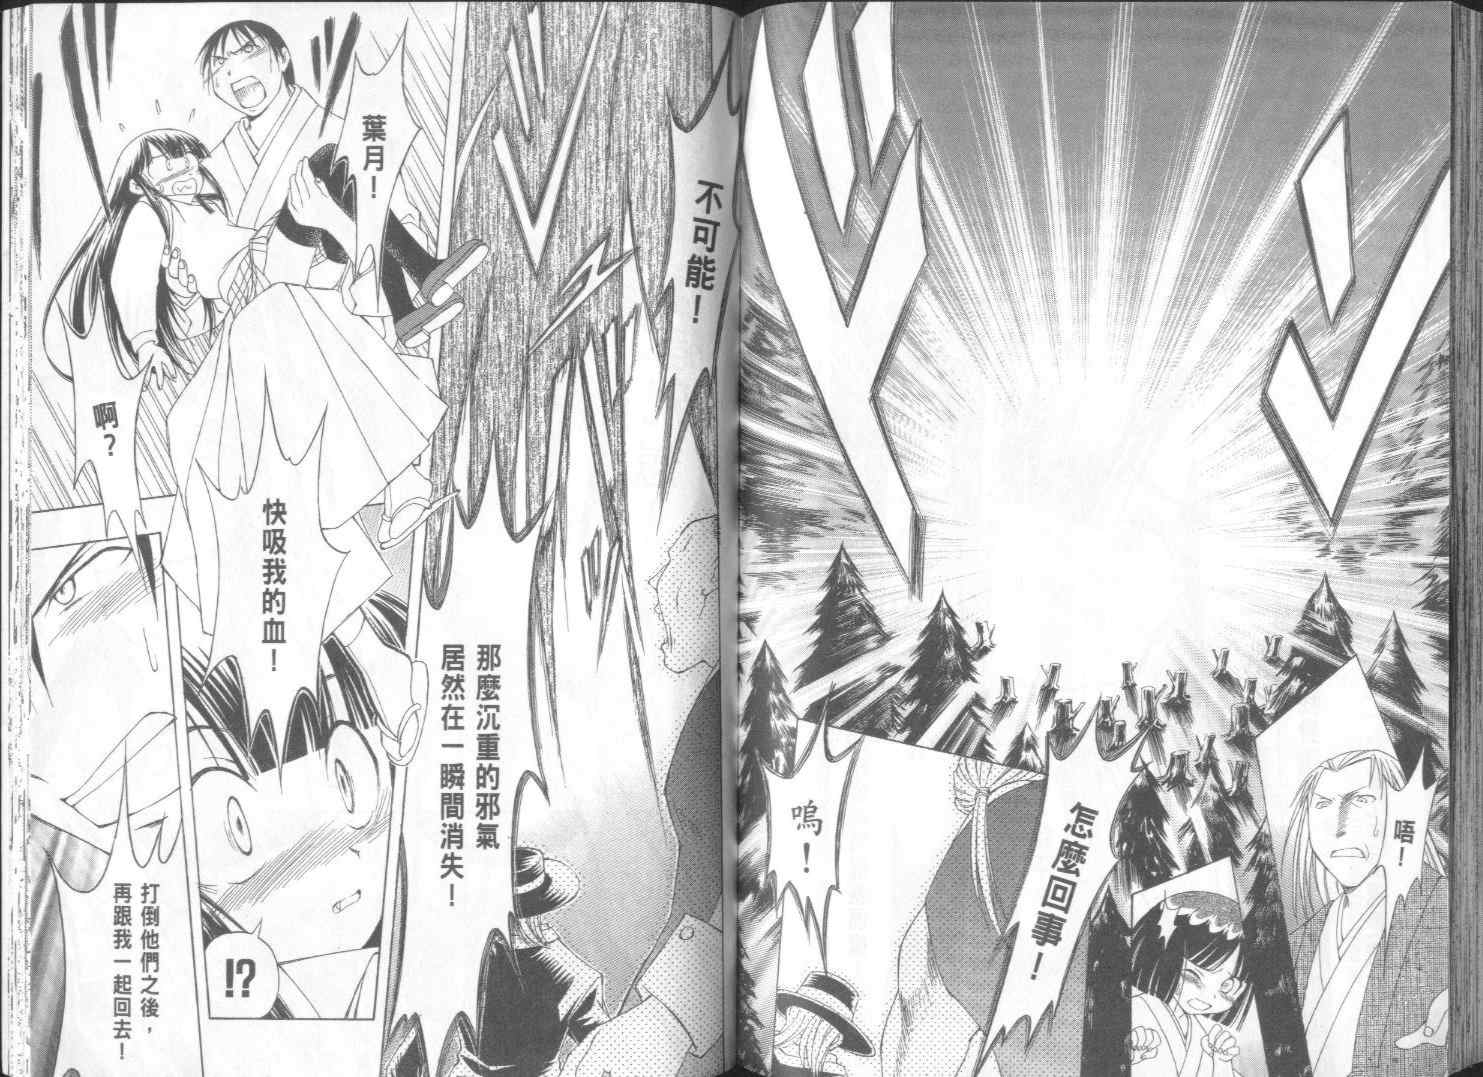 唔！
怎麼回事！
嗚！
不可能！
那麼沉重的邪氣
居然在一瞬間消失！
葉月！
啊？
快吸我的血！
!?
打倒他們之後，
再跟我一起回去！